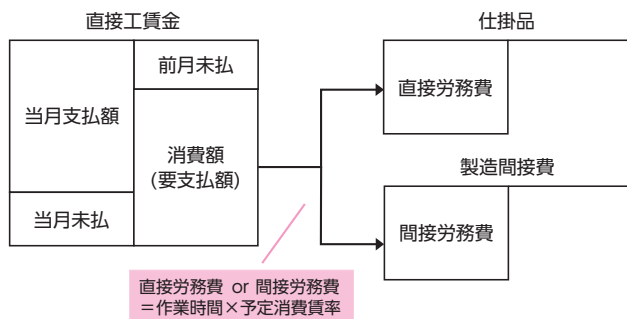 直接工賃金
当月支払額
当月未払
前月未払
消費額
(要支払額)
仕掛品
直接労務費
製造間接費
間接労務費
直接労務費 or 間接労務費
＝作業時間×予定消費賃率